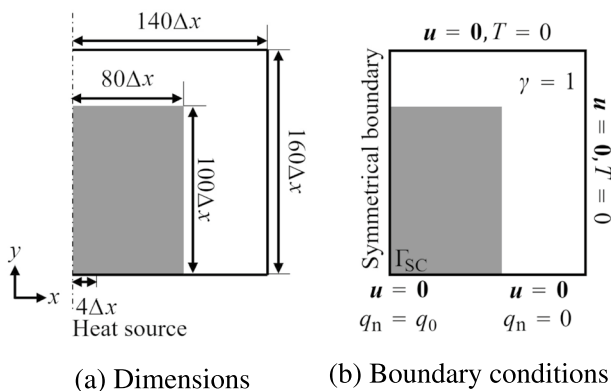 140Δx
80Δx
100Δx
160Δx
y
x
4Δx
Heat source
(a) Dimensions
u = 0, T = 0
Symmetrical boundary
γ = 1
u = 0, T = 0
Γ_SC
u = 0
u = 0
q_n = q_0
q_n = 0
(b) Boundary conditions